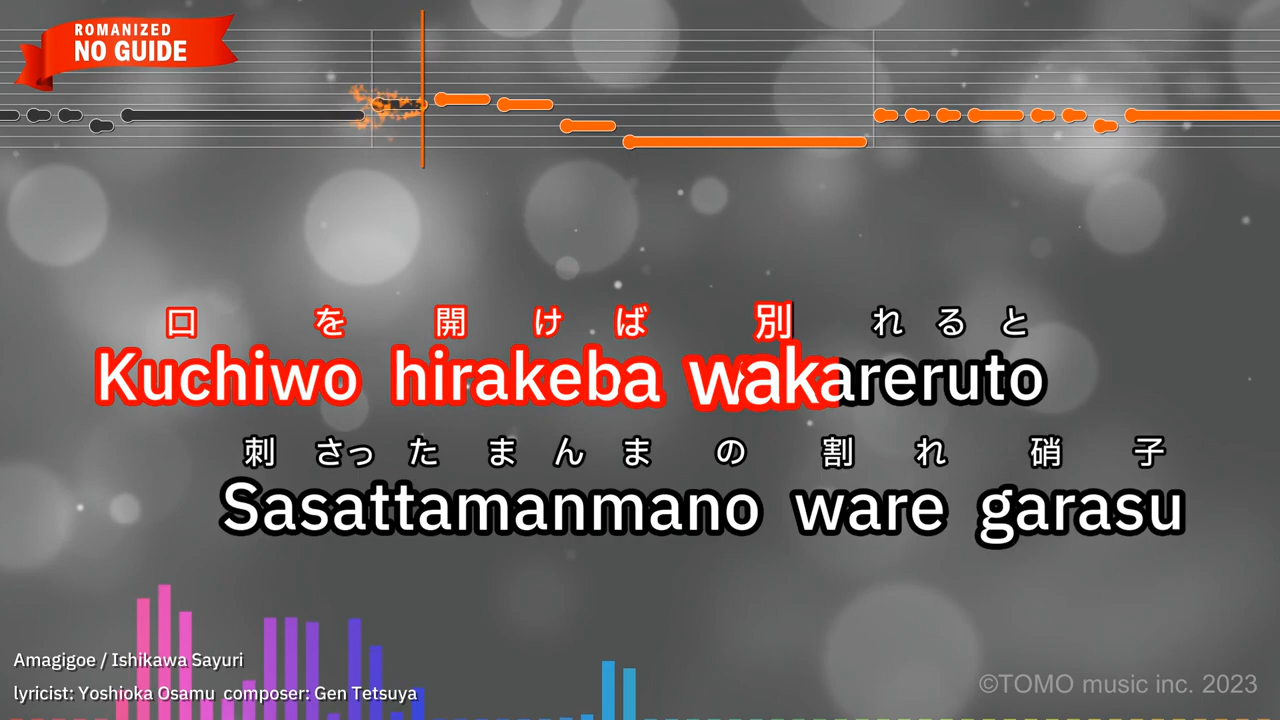 ROMANIZED
NO GUIDE
口を開けば別れると
Kuchiwo hirakeba wakareruto
刺さったまんまの割れ硝子
Sasattamanmano ware garasu
Amagigoe / Ishikawa Sayuri
lyricist: Yoshioka Osamu composer: Gen Tetsuya
©TOMO music inc. 2023